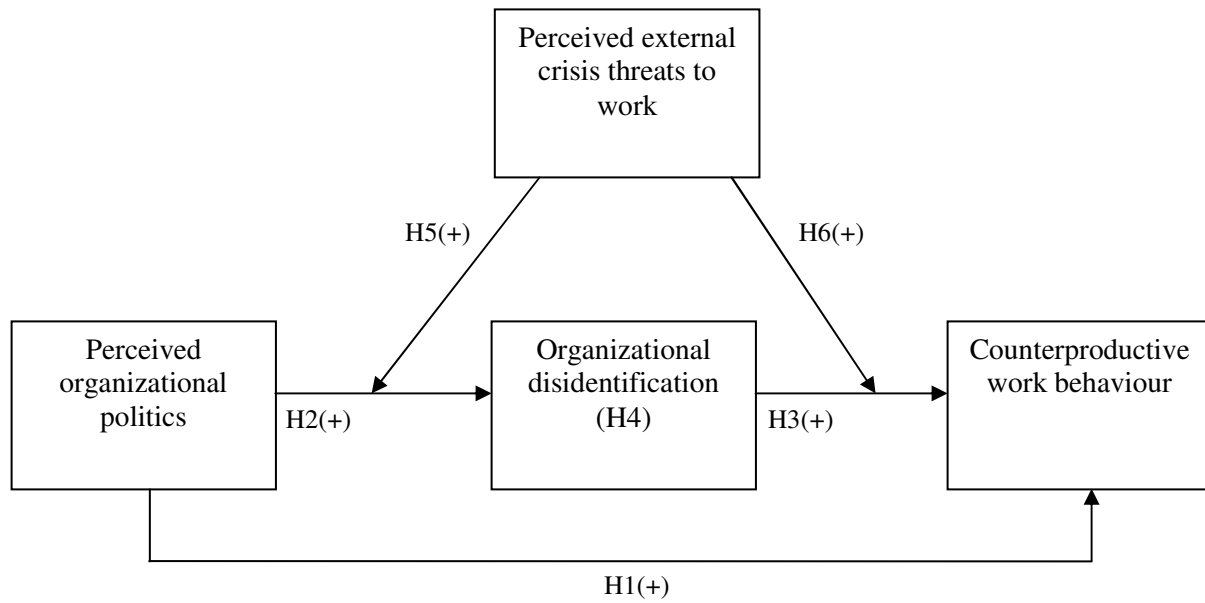 Perceived external
crisis threats to
work
H5(+)
H6(+)
Perceived
organizational
politics
H2(+)
Organizational
disidentification
(H4)
H3(+)
Counterproductive
work behaviour
H1(+)